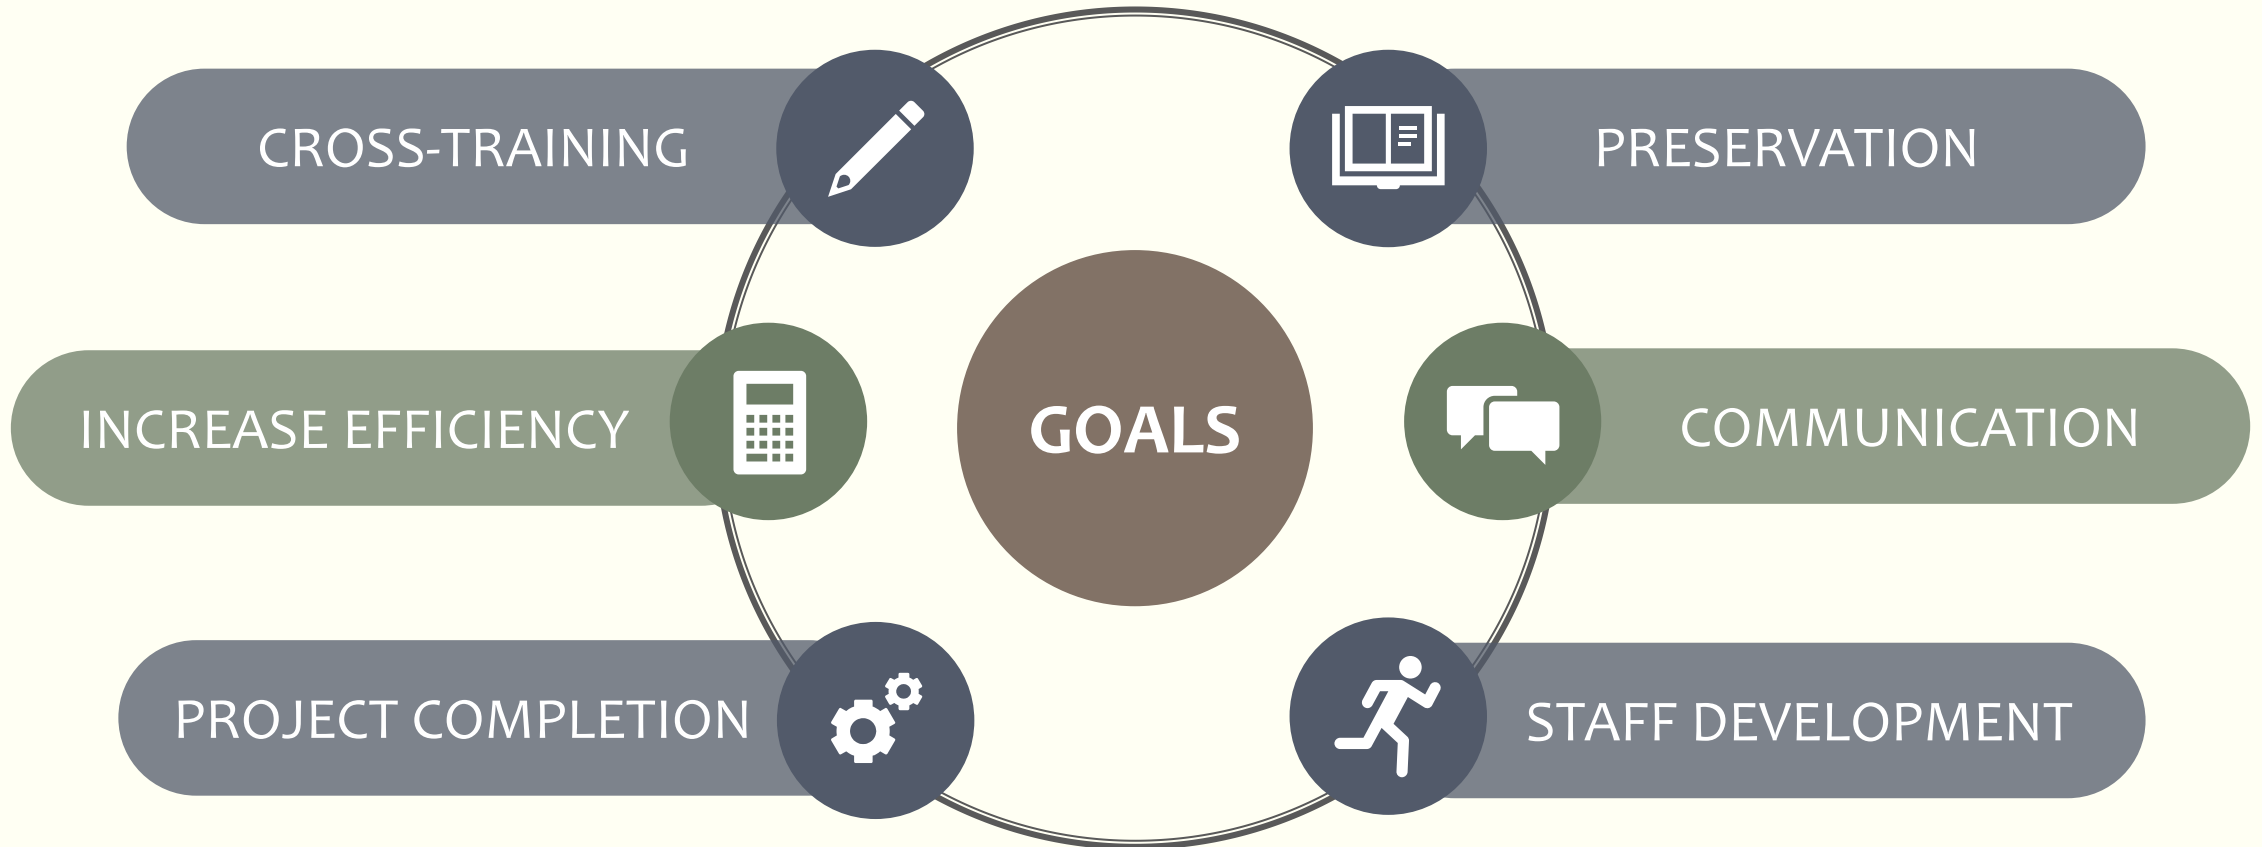 CROSS-TRAINING
PRESERVATION
INCREASE EFFICIENCY
GOALS
COMMUNICATION
PROJECT COMPLETION
STAFF DEVELOPMENT